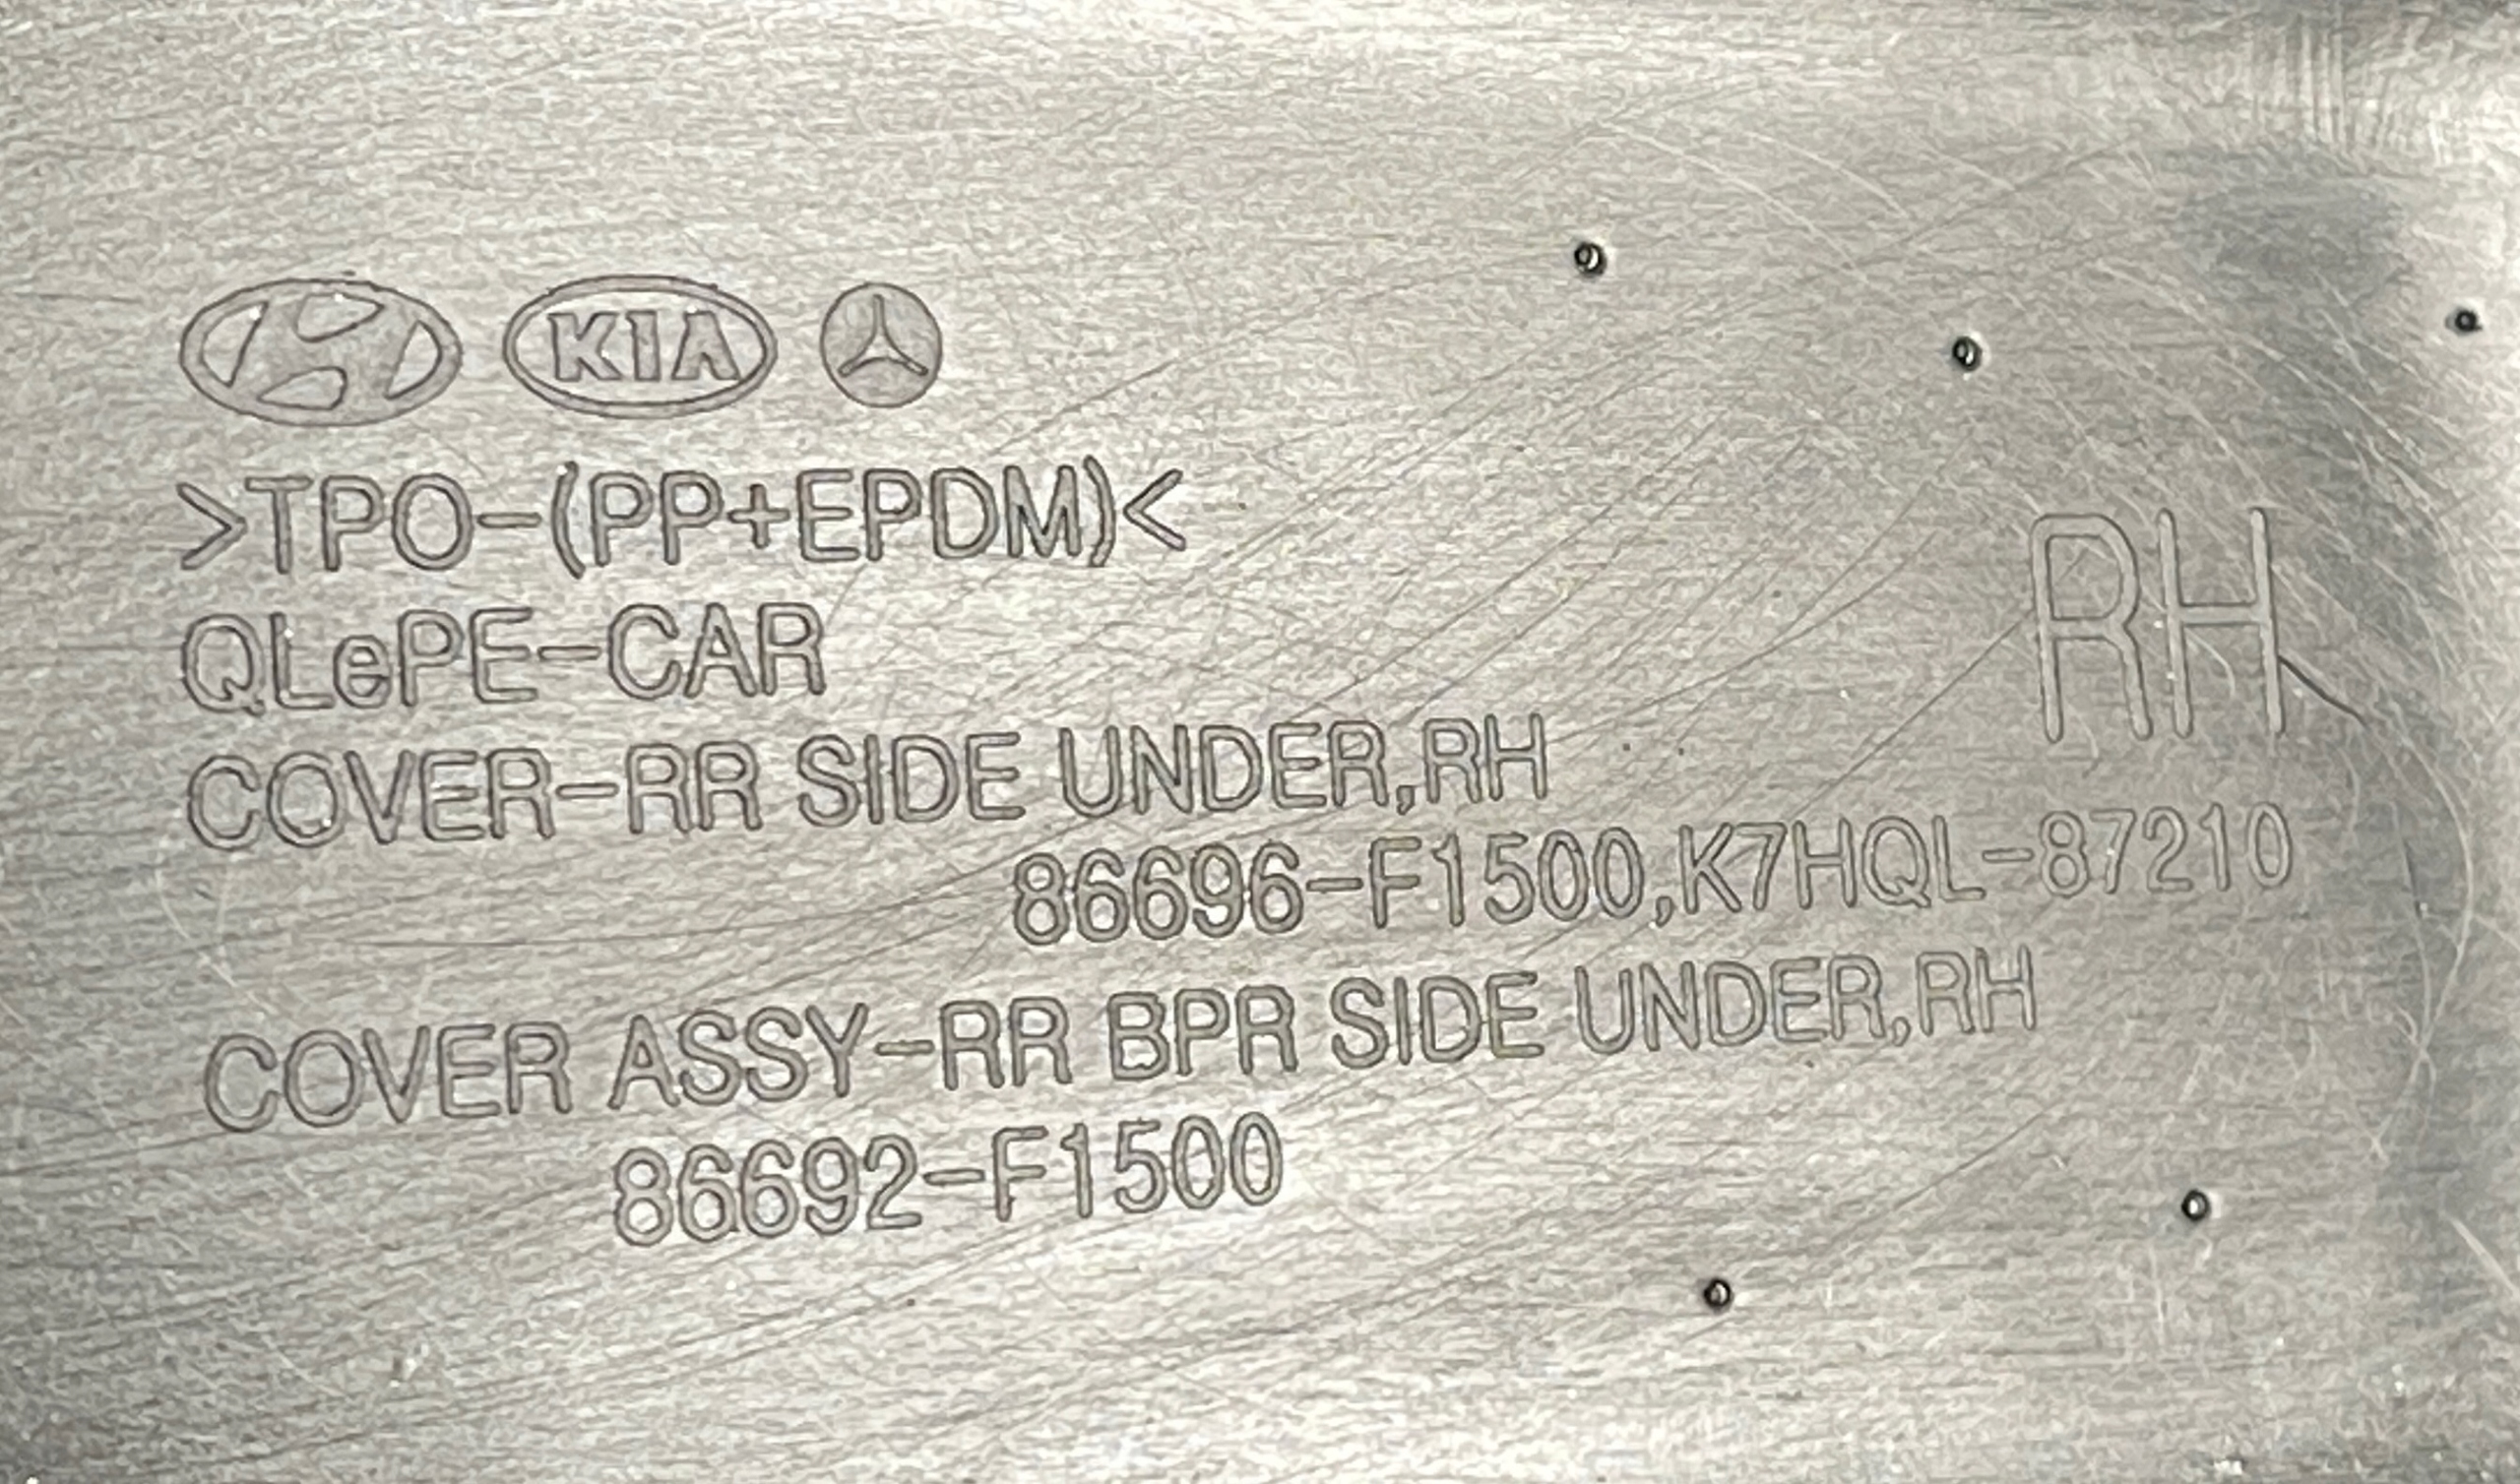 KIA
>TPO-(PP+EPDM)<
QLePE-CAR
RH
COVER-RR SIDE UNDER,RH
86696-F1500,K7HQL-87210
COVER ASSY-RR BPR SIDE UNDER,RH
86692-F1500